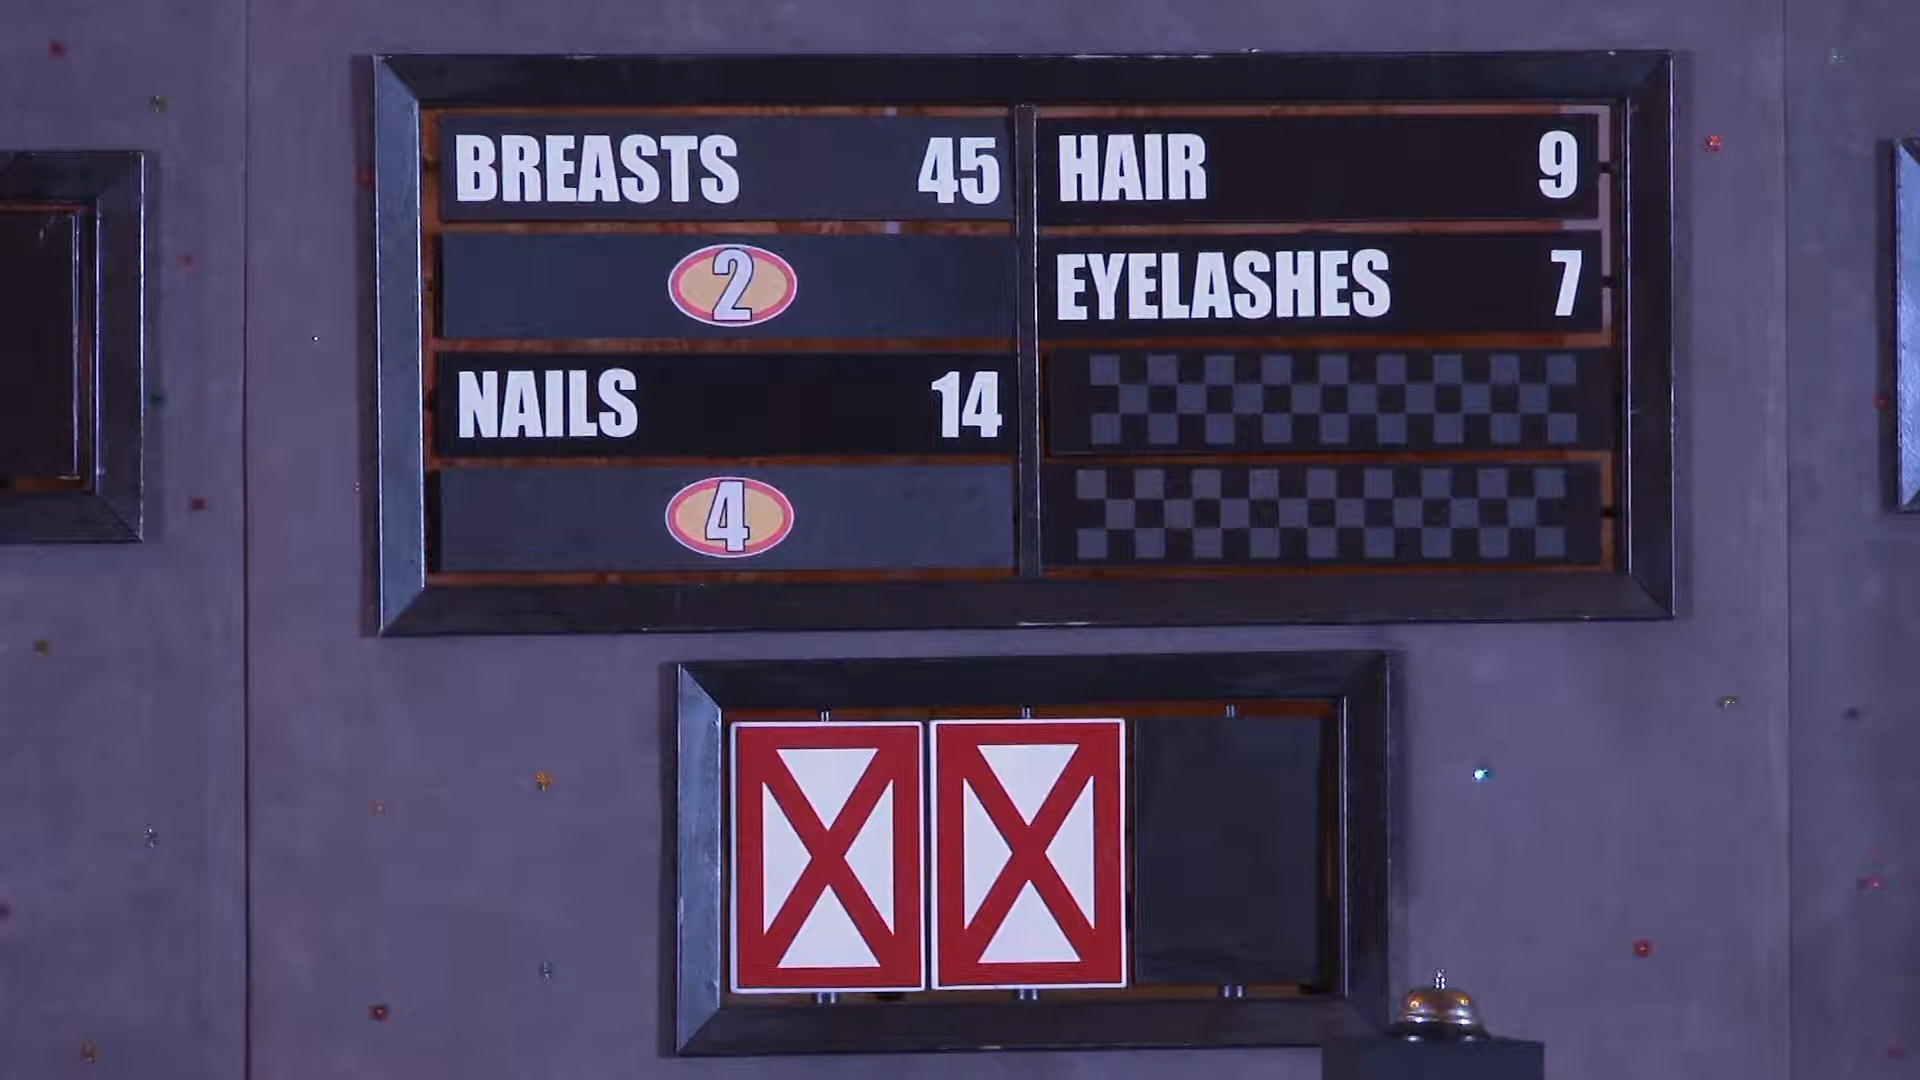 BREASTS 45
2
NAILS 14
4
HAIR 9
EYELASHES 7
X X